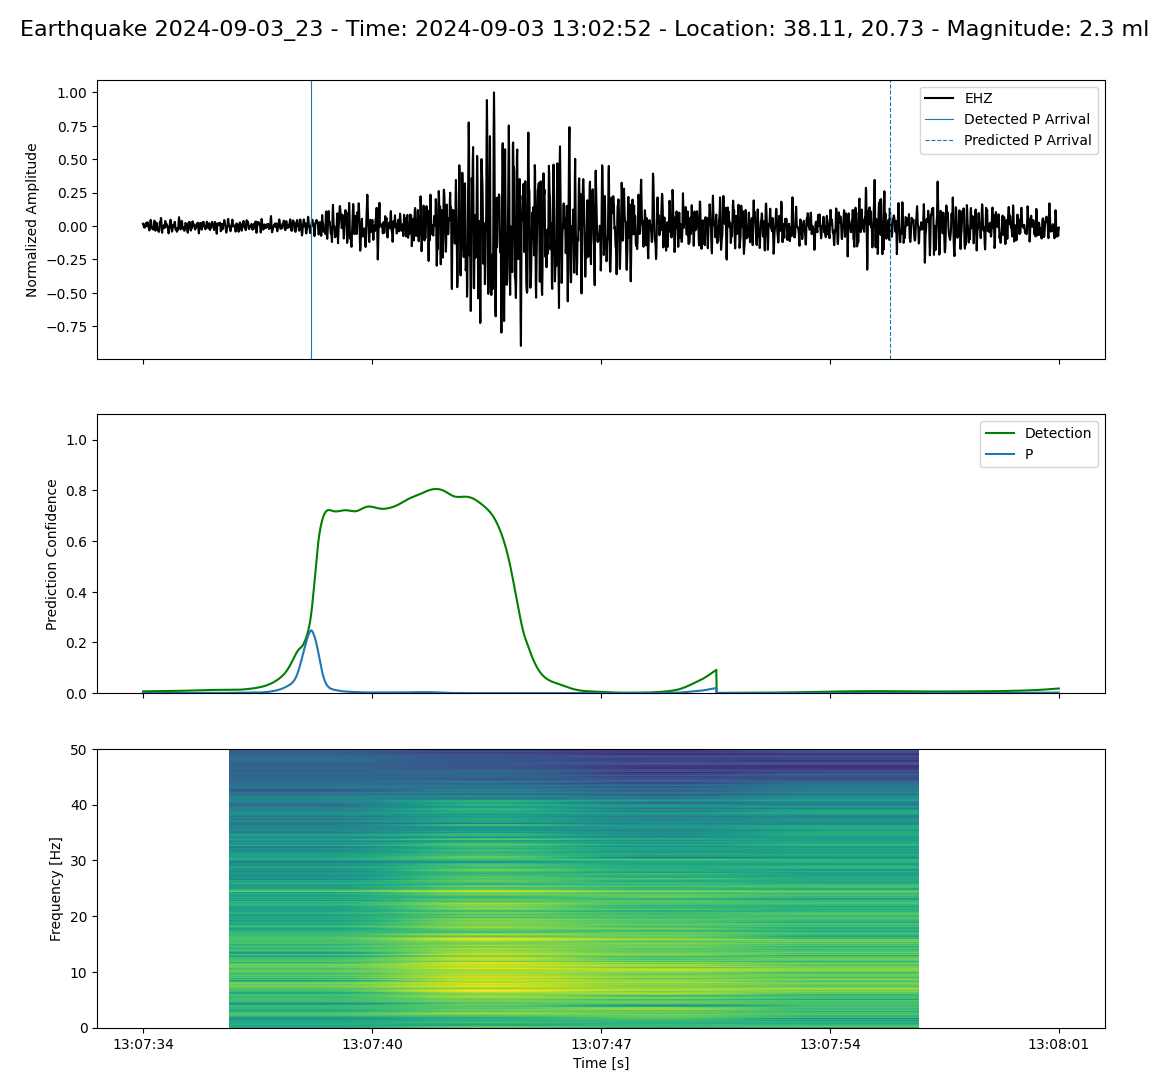 Earthquake 2024-09-03_23 - Time: 2024-09-03 13:02:52 - Location: 38.11, 20.73 - Magnitude: 2.3 ml
Normalized Amplitude
1.00
0.75
0.50
0.25
0.00
−0.25
−0.50
−0.75
EHZ
Detected P Arrival
Predicted P Arrival
Prediction Confidence
1.0
0.8
0.6
0.4
0.2
0.0
Detection
P
Frequency [Hz]
50
40
30
20
10
0
13:07:34 13:07:40 13:07:47 13:07:54 13:08:01
Time [s]